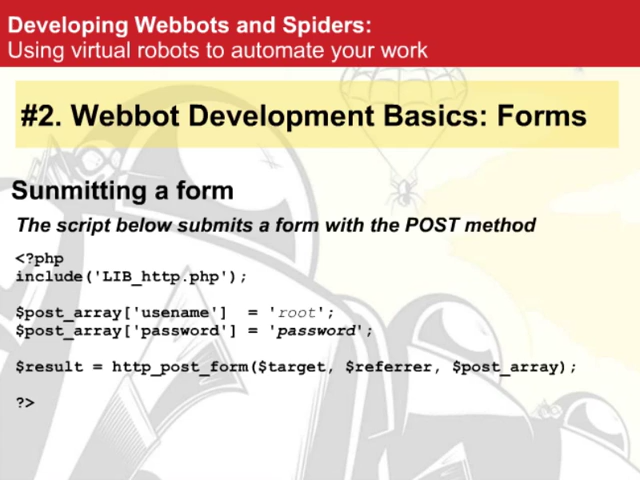 Developing Webbots and Spiders:
Using virtual robots to automate your work
#2. Webbot Development Basics: Forms
Sunmitting a form
The script below submits a form with the POST method
<?php
include('LIB_http.php');
$post_array['usename'] = 'root';
$post_array['password'] = 'password';
$result = http_post_form($target, $referrer, $post_array);
?>